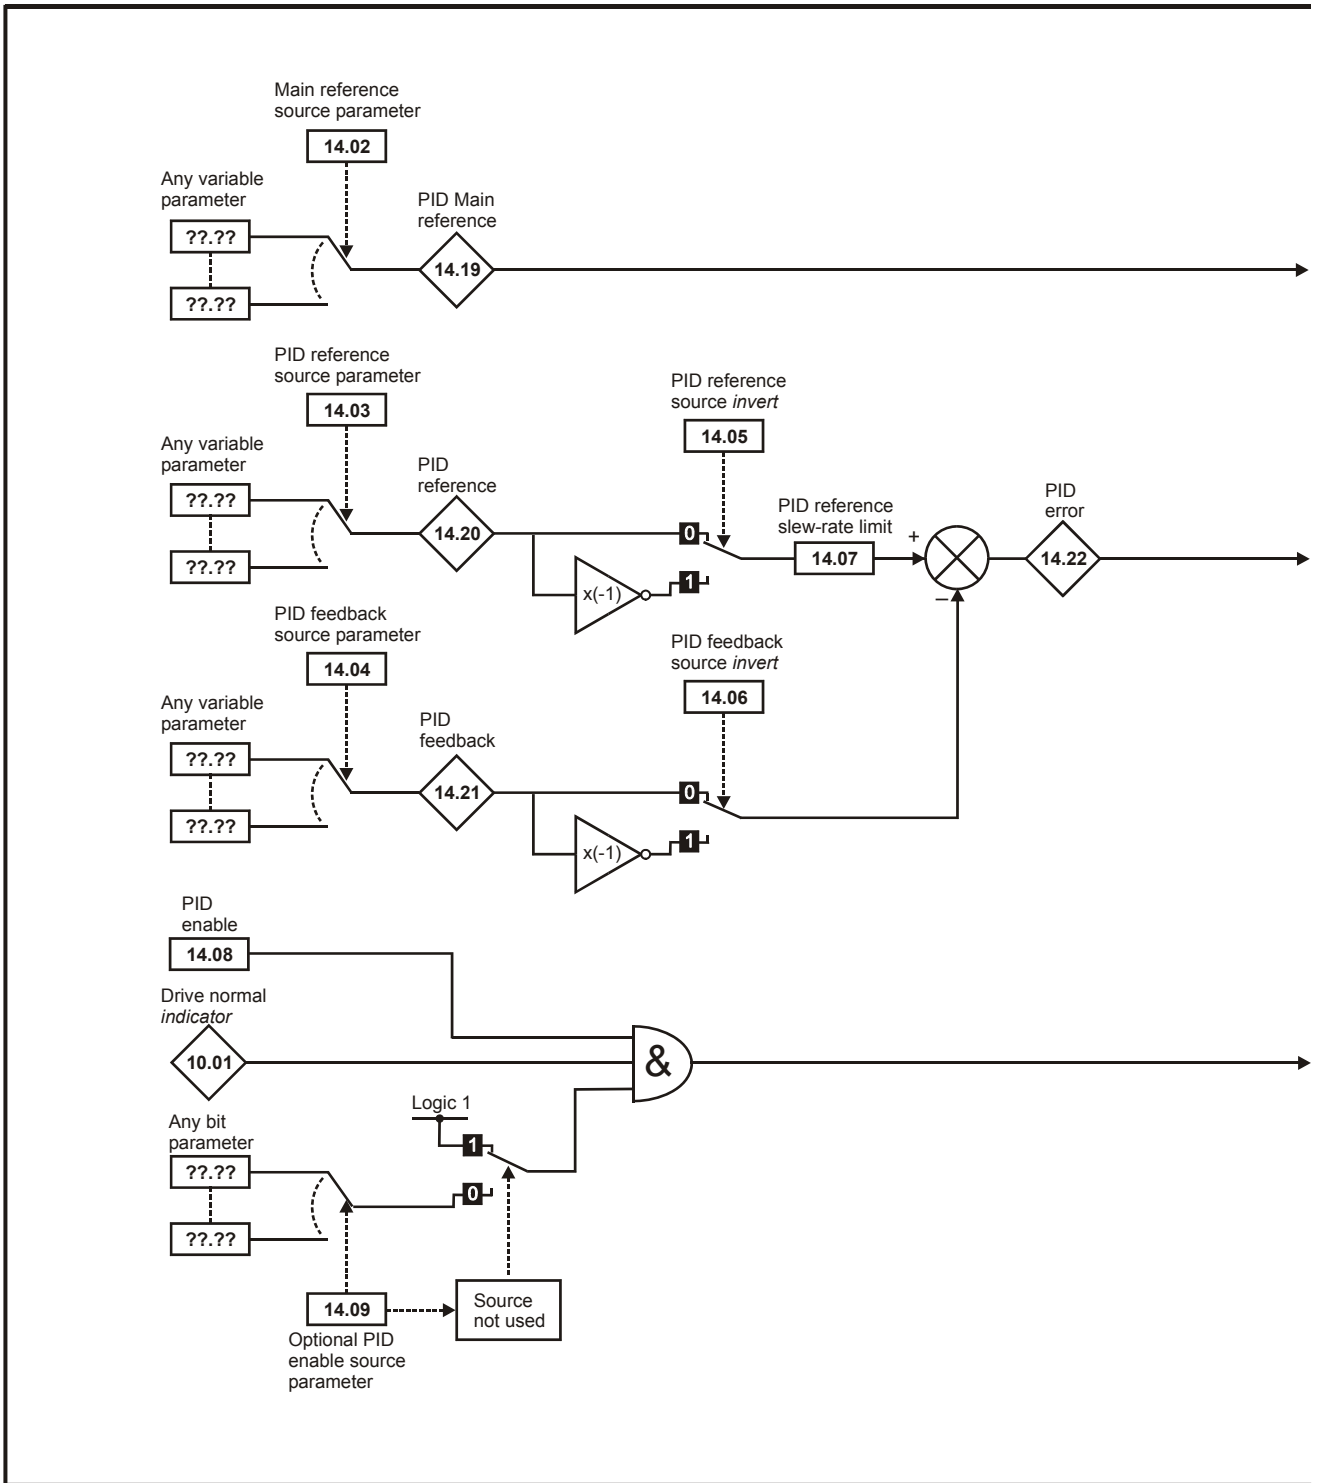 Main reference
source parameter
14.02
Any variable
parameter
PID Main
reference
??.??
14.19
??.??
PID reference
source parameter
14.03
PID reference
source invert
14.05
Any variable
parameter
PID
reference
??.??
14.20
0
PID reference
slew-rate limit
14.07
+
PID
error
14.22
??.??
x(-1)
1
–
PID feedback
source parameter
14.04
PID feedback
source invert
14.06
Any variable
parameter
PID
feedback
??.??
14.21
0
??.??
x(-1)
1
PID
enable
14.08
Drive normal
indicator
10.01
&
Logic 1
1
Any bit
parameter
??.??
0
??.??
14.09
Source
not used
Optional PID
enable source
parameter